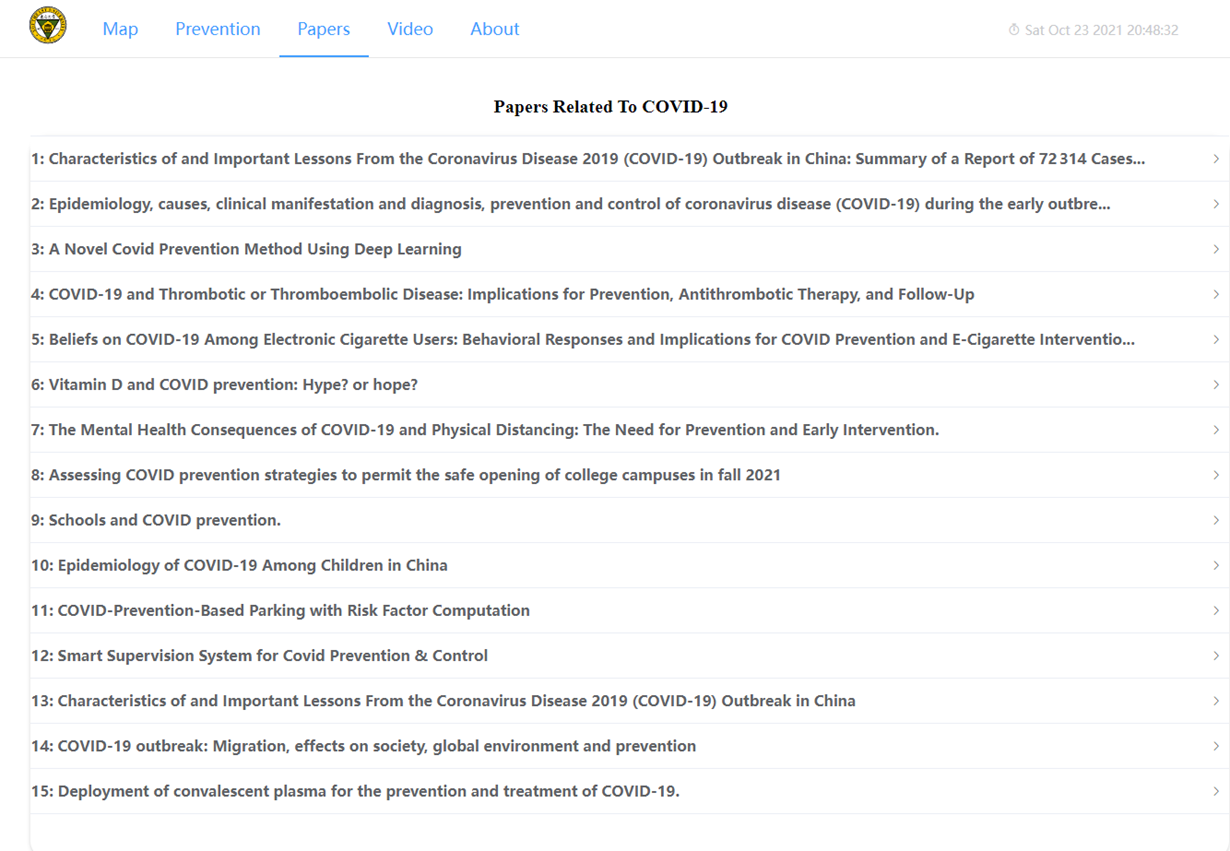 Map Prevention Papers Video About Sat Oct 23 2021 20:48:32
Papers Related To COVID-19
1: Characteristics of and Important Lessons From the Coronavirus Disease 2019 (COVID-19) Outbreak in China: Summary of a Report of 72 314 Cases...
2: Epidemiology, causes, clinical manifestation and diagnosis, prevention and control of coronavirus disease (COVID-19) during the early outbre...
3: A Novel Covid Prevention Method Using Deep Learning
4: COVID-19 and Thrombotic or Thromboembolic Disease: Implications for Prevention, Antithrombotic Therapy, and Follow-Up
5: Beliefs on COVID-19 Among Electronic Cigarette Users: Behavioral Responses and Implications for COVID Prevention and E-Cigarette Interventio...
6: Vitamin D and COVID prevention: Hype? or hope?
7: The Mental Health Consequences of COVID-19 and Physical Distancing: The Need for Prevention and Early Intervention.
8: Assessing COVID prevention strategies to permit the safe opening of college campuses in fall 2021
9: Schools and COVID prevention.
10: Epidemiology of COVID-19 Among Children in China
11: COVID-Prevention-Based Parking with Risk Factor Computation
12: Smart Supervision System for Covid Prevention & Control
13: Characteristics of and Important Lessons From the Coronavirus Disease 2019 (COVID-19) Outbreak in China
14: COVID-19 outbreak: Migration, effects on society, global environment and prevention
15: Deployment of convalescent plasma for the prevention and treatment of COVID-19.